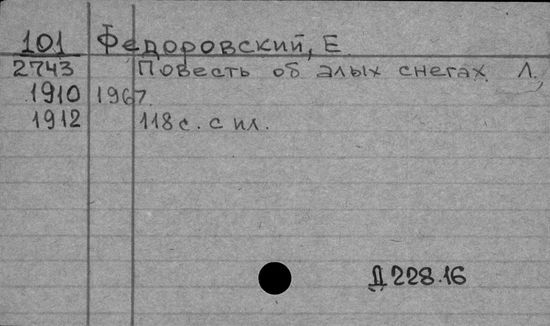 101 Федоровский, Е
2743 Повесть об алых снегах. Л.,
1910 1967.
1912 118 с. с ил.
Д 228.16